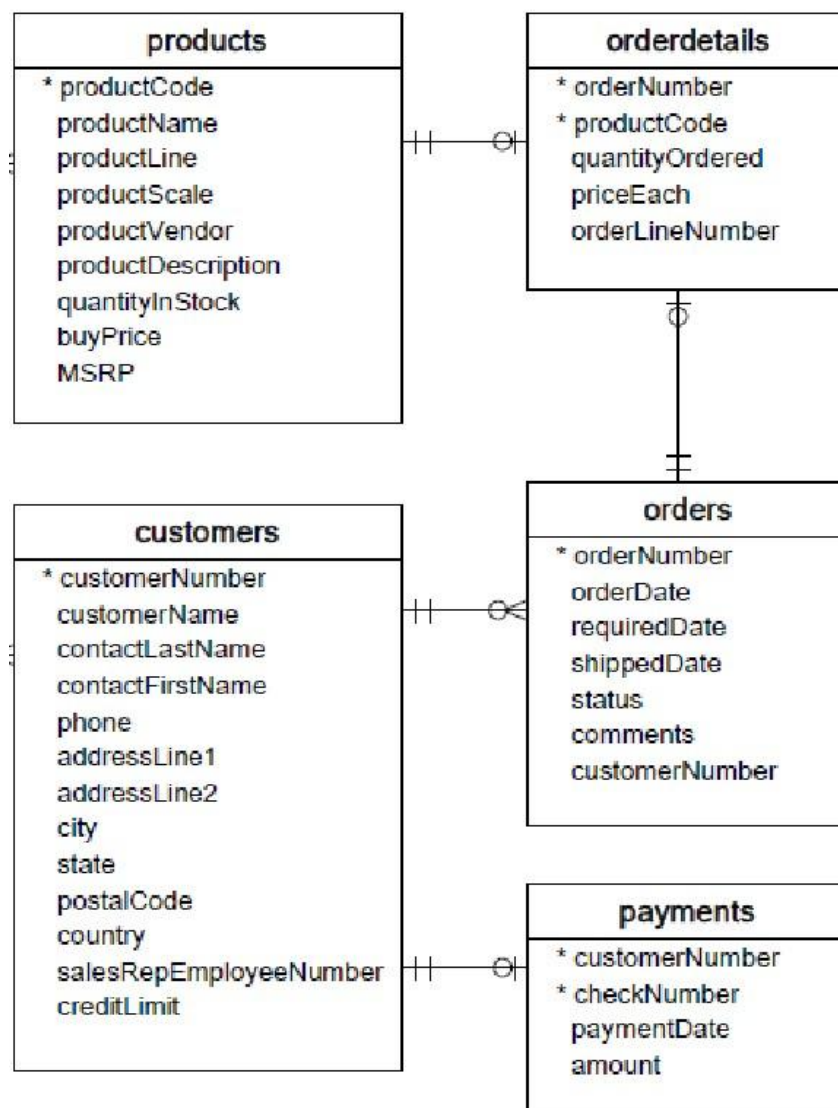 products
* productCode
productName
productLine
productScale
productVendor
productDescription
quantityInStock
buyPrice
MSRP
orderdetails
* orderNumber
* productCode
quantityOrdered
priceEach
orderLineNumber
customers
* customerNumber
customerName
contactLastName
contactFirstName
phone
addressLine1
addressLine2
city
state
postalCode
country
salesRepEmployeeNumber
creditLimit
orders
* orderNumber
orderDate
requiredDate
shippedDate
status
comments
customerNumber
payments
* customerNumber
* checkNumber
paymentDate
amount